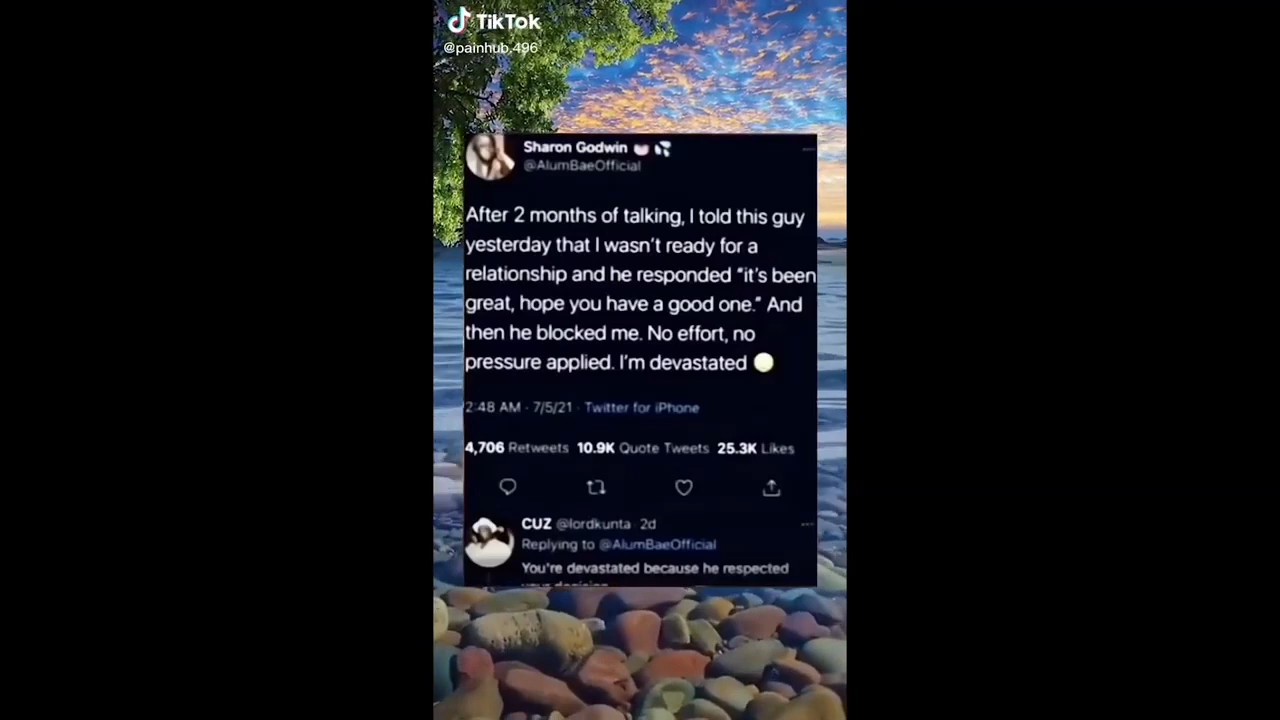 TikTok
@painhub.496
Sharon Godwin
@AlumBaeOfficial
After 2 months of talking, I told this guy
yesterday that I wasn't ready for a
relationship and he responded "it's been
great, hope you have a good one." And
then he blocked me. No effort, no
pressure applied. I'm devastated
2:48 AM · 7/5/21 · Twitter for iPhone
4,706 Retweets 10.9K Quote Tweets 25.3K Likes
CUZ @lordkunta · 2d
Replying to @AlumBaeOfficial
You're devastated because he respected
your decision